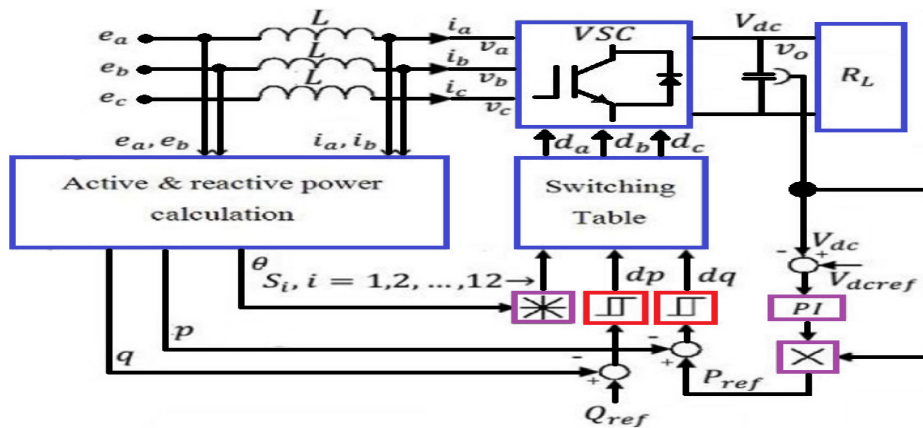 L
e_a
i_a
v_a
VSC
V_dc
L
e_b
i_b
v_b
v_o
R_L
L
e_c
i_c
v_c
e_a, e_b
i_a, i_b
d_a
d_b
d_c
Active & reactive power
calculation
Switching
Table
θ
S_i, i = 1,2, ...,12→
dp
dq
-
+
V_dc
V_dcref
PI
q
p
-
+
-
+
×
P_ref
Q_ref